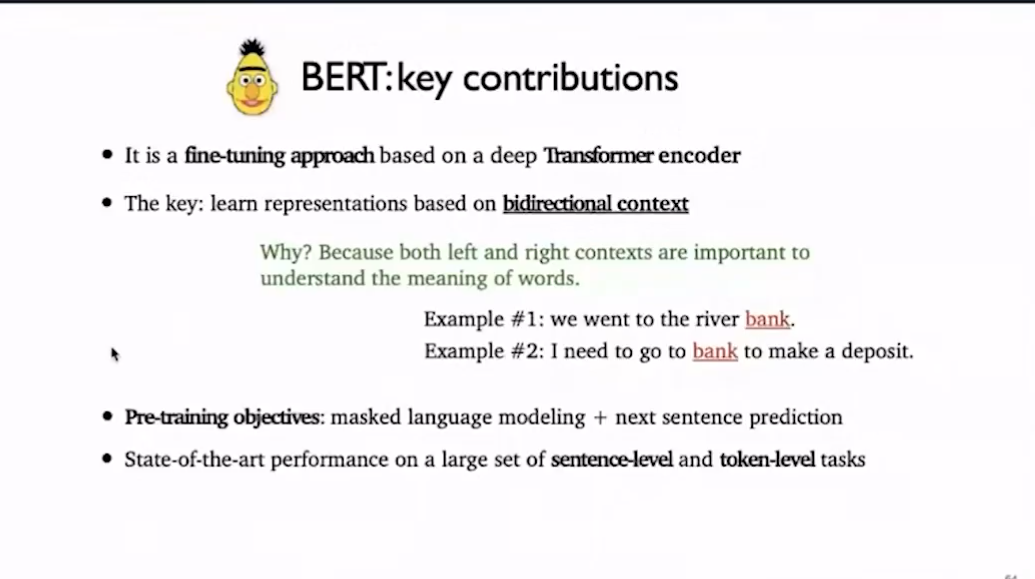 BERT: key contributions
• It is a fine-tuning approach based on a deep Transformer encoder
• The key: learn representations based on bidirectional context
Why? Because both left and right contexts are important to
understand the meaning of words.
Example #1: we went to the river bank.
Example #2: I need to go to bank to make a deposit.
• Pre-training objectives: masked language modeling + next sentence prediction
• State-of-the-art performance on a large set of sentence-level and token-level tasks